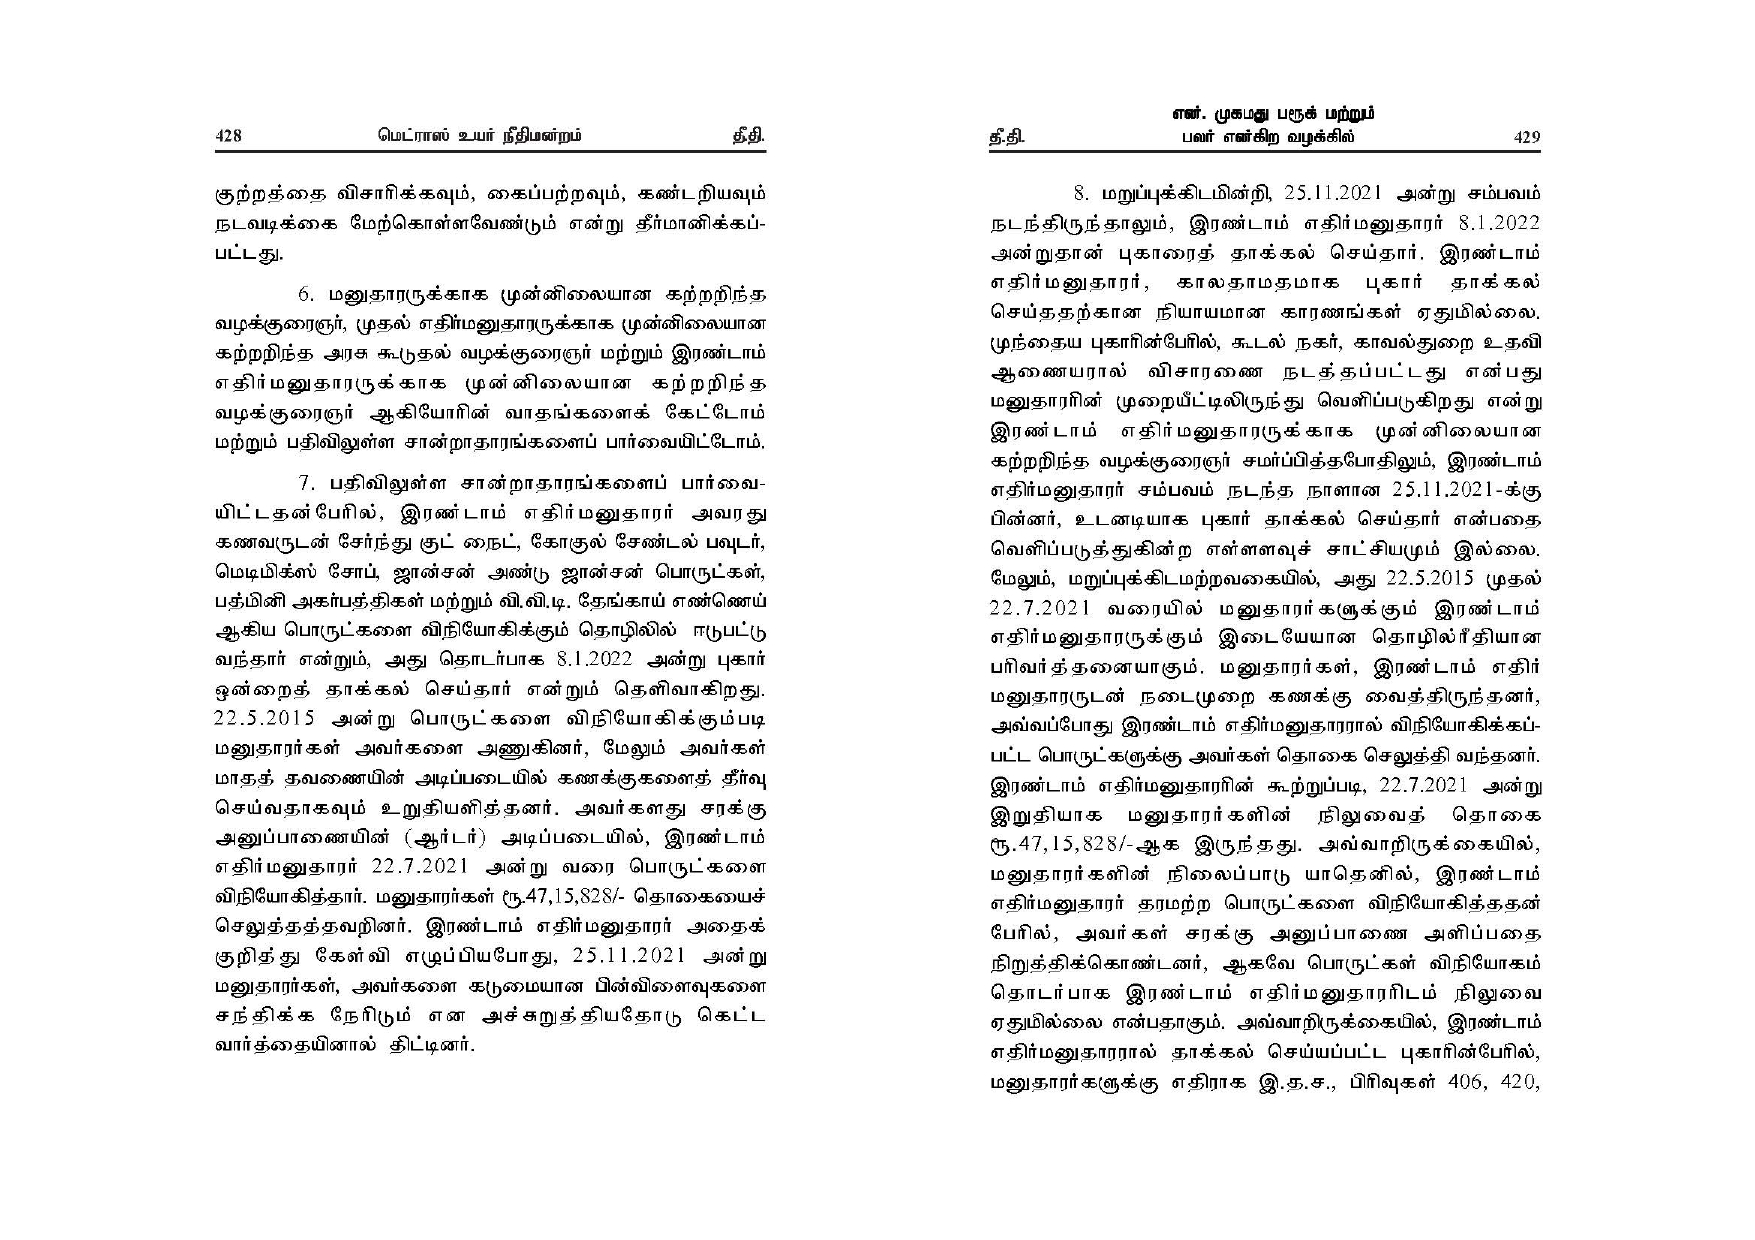 428 மெட்ராஸ் உயர் நீதிமன்றம் தீ.தி.
குற்றத்தை விசாரிக்கவும், கைப்பற்றவும், கண்டறியவும்
நடவடிக்கை மேற்கொள்ளவேண்டும் என்று தீர்மானிக்கப்-
பட்டது.
6. மனுதாரருக்காக முன்னிலையான கற்றறிந்த
வழக்குரைஞர், முதல் எதிர்மனுதாரருக்காக முன்னிலையான
கற்றறிந்த அரசு கூடுதல் வழக்குரைஞர் மற்றும் இரண்டாம்
எதிர்மனுதாரருக்காக முன்னிலையான கற்றறிந்த
வழக்குரைஞர் ஆகியோரின் வாதங்களைக் கேட்டோம்
மற்றும் பதிவிலுள்ள சான்றாதாரங்களைப் பார்வையிட்டோம்.
7. பதிவிலுள்ள சான்றாதாரங்களைப் பார்வை-
யிட்டதன்பேரில், இரண்டாம் எதிர்மனுதாரர் அவரது
கணவருடன் சேர்ந்து குட் நைட், கோகுல் சேண்டல் பவுடர்,
மெடிமிக்ஸ் சோப், ஜான்சன் அண்டு ஜான்சன் பொருட்கள்,
பத்மினி அகர்பத்திகள் மற்றும் வி.வி.டி. தேங்காய் எண்ணெய்
ஆகிய பொருட்களை விநியோகிக்கும் தொழிலில் ஈடுபட்டு
வந்தார் என்றும், அது தொடர்பாக 8.1.2022 அன்று புகார்
ஒன்றைத் தாக்கல் செய்தார் என்றும் தெளிவாகிறது.
22.5.2015 அன்று பொருட்களை விநியோகிக்கும்படி
மனுதாரர்கள் அவர்களை அணுகினர், மேலும் அவர்கள்
மாதத் தவணையின் அடிப்படையில் கணக்குகளைத் தீர்வு
செய்வதாகவும் உறுதியளித்தனர். அவர்களது சரக்கு
அனுப்பாணையின் (ஆர்டர்) அடிப்படையில், இரண்டாம்
எதிர்மனுதாரர் 22.7.2021 அன்று வரை பொருட்களை
விநியோகித்தார். மனுதாரர்கள் ரூ.47,15,828/- தொகையைச்
செலுத்தத்தவறினர். இரண்டாம் எதிர்மனுதாரர் அதைக்
குறித்து கேள்வி எழுப்பியபோது, 25.11.2021 அன்று
மனுதாரர்கள், அவர்களை கடுமையான பின்விளைவுகளை
சந்திக்க நேரிடும் என அச்சுறுத்தியதோடு கெட்ட
வார்த்தையினால் திட்டினர்.
என். முகமது பரூக் மற்றும்
தீ.தி. பலர் என்கிற வழக்கில் 429
8. மறுப்புக்கிடமின்றி, 25.11.2021 அன்று சம்பவம்
நடந்திருந்தாலும், இரண்டாம் எதிர்மனுதாரர் 8.1.2022
அன்றுதான் புகாரைத் தாக்கல் செய்தார். இரண்டாம்
எதிர்மனுதாரர், காலதாமதமாக புகார் தாக்கல்
செய்ததற்கான நியாயமான காரணங்கள் ஏதுமில்லை.
முந்தைய புகாரின்பேரில், கூடல் நகர், காவல்துறை உதவி
ஆணையரால் விசாரணை நடத்தப்பட்டது என்பது
மனுதாரரின் முறையீட்டிலிருந்து வெளிப்படுகிறது என்று
இரண்டாம் எதிர்மனுதாரருக்காக முன்னிலையான
கற்றறிந்த வழக்குரைஞர் சமர்ப்பித்தபோதிலும், இரண்டாம்
எதிர்மனுதாரர் சம்பவம் நடந்த நாளான 25.11.2021-க்கு
பின்னர், உடனடியாக புகார் தாக்கல் செய்தார் என்பதை
வெளிப்படுத்துகின்ற எள்ளளவுச் சாட்சியமும் இல்லை.
மேலும், மறுப்புக்கிடமற்றவகையில், அது 22.5.2015 முதல்
22.7.2021 வரையில் மனுதாரர்களுக்கும் இரண்டாம்
எதிர்மனுதாரருக்கும் இடையேயான தொழில்ரீதியான
பரிவர்த்தனையாகும். மனுதாரர்கள், இரண்டாம் எதிர்
மனுதாரருடன் நடைமுறை கணக்கு வைத்திருந்தனர்,
அவ்வப்போது இரண்டாம் எதிர்மனுதாரரால் விநியோகிக்கப்-
பட்ட பொருட்களுக்கு அவர்கள் தொகை செலுத்தி வந்தனர்.
இரண்டாம் எதிர்மனுதாரரின் கூற்றுப்படி, 22.7.2021 அன்று
இறுதியாக மனுதாரர்களின் நிலுவைத் தொகை
ரூ.47,15,828/-ஆக இருந்தது. அவ்வாறிருக்கையில்,
மனுதாரர்களின் நிலைப்பாடு யாதெனில், இரண்டாம்
எதிர்மனுதாரர் தரமற்ற பொருட்களை விநியோகித்ததன்
பேரில், அவர்கள் சரக்கு அனுப்பாணை அளிப்பதை
நிறுத்திக்கொண்டனர், ஆகவே பொருட்கள் விநியோகம்
தொடர்பாக இரண்டாம் எதிர்மனுதாரரிடம் நிலுவை
ஏதுமில்லை என்பதாகும். அவ்வாறிருக்கையில், இரண்டாம்
எதிர்மனுதாரரால் தாக்கல் செய்யப்பட்ட புகாரின்பேரில்,
மனுதாரர்களுக்கு எதிராக இ.த.ச., பிரிவுகள் 406, 420,